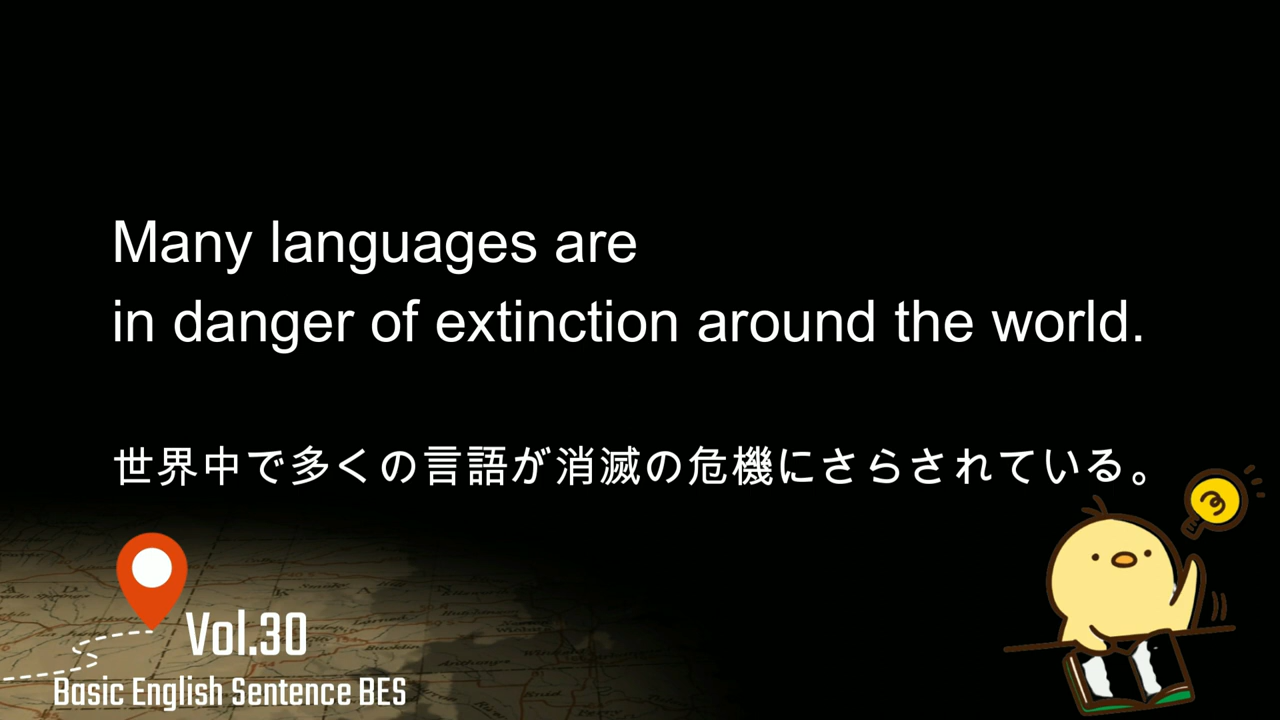 Many languages are
in danger of extinction around the world.
世界中で多くの言語が消滅の危機にさらされている。
Vol.30
Basic English Sentence BES